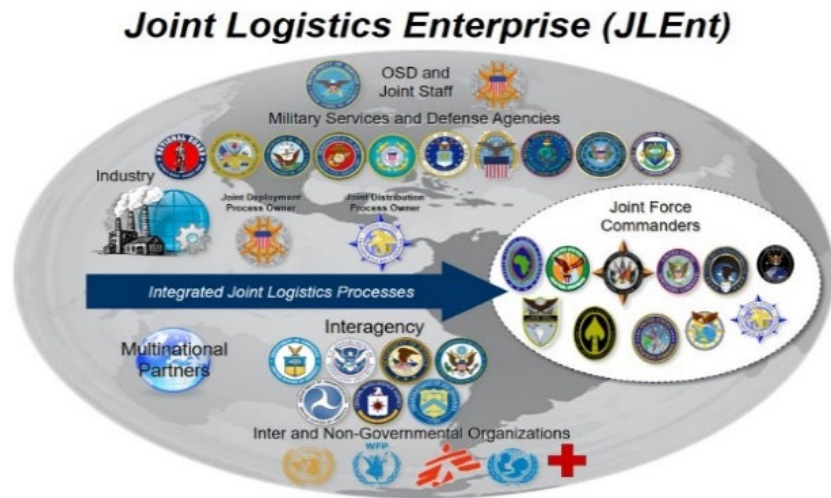 Joint Logistics Enterprise (JLEnt)
OSD and
Joint Staff
Military Services and Defense Agencies
Industry
Joint Deployment
Process Owner
Joint Distribution
Process Owner
Joint Force
Commanders
Integrated Joint Logistics Processes
Interagency
Multinational
Partners
Inter and Non-Governmental Organizations
WFP